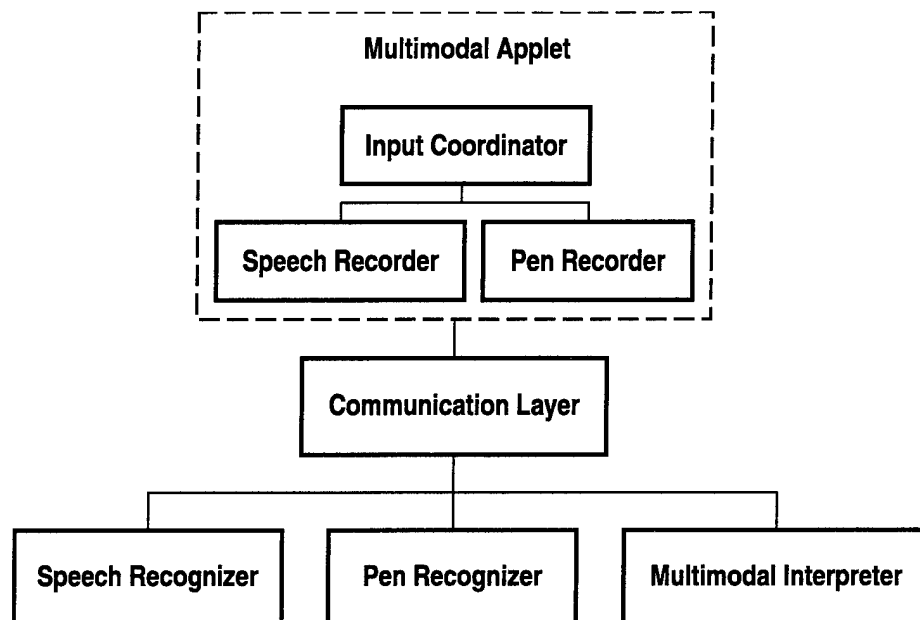 Multimodal Applet
Input Coordinator
Speech Recorder
Pen Recorder
Communication Layer
Speech Recognizer
Pen Recognizer
Multimodal Interpreter